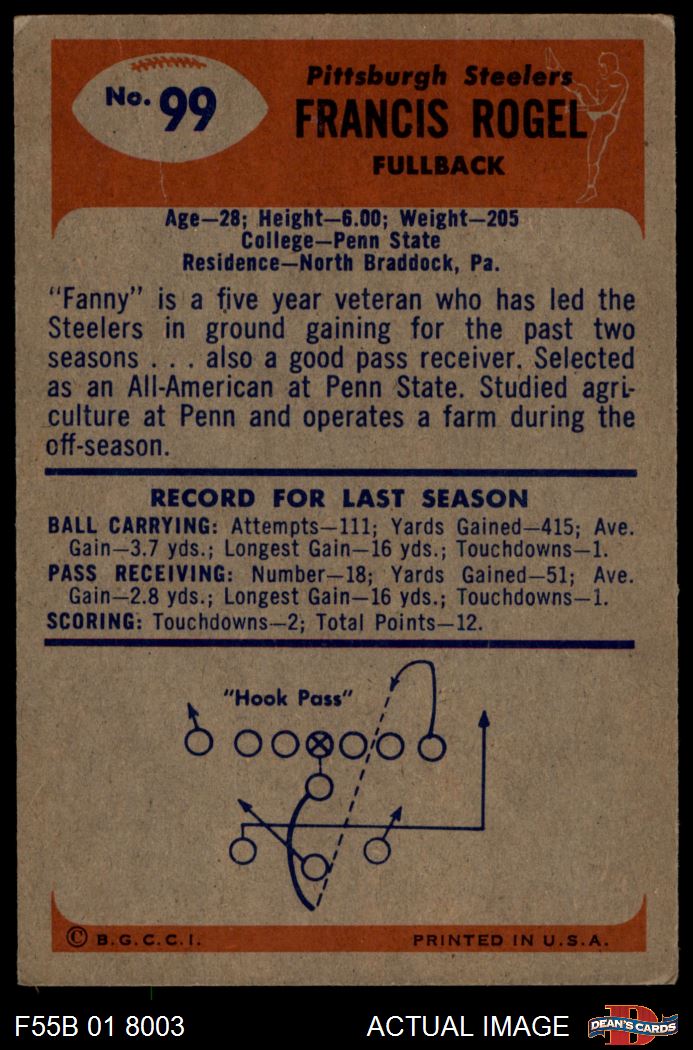 No. 99
Pittsburgh Steelers
FRANCIS ROGEL
FULLBACK
Age—28; Height—6.00; Weight—205
College—Penn State
Residence—North Braddock, Pa.
"Fanny" is a five year veteran who has led the
Steelers in ground gaining for the past two
seasons . . . also a good pass receiver. Selected
as an All-American at Penn State. Studied agri-
culture at Penn and operates a farm during the
off-season.
RECORD FOR LAST SEASON
BALL CARRYING: Attempts—111; Yards Gained—415; Ave.
Gain—3.7 yds.; Longest Gain—16 yds.; Touchdowns—1.
PASS RECEIVING: Number—18; Yards Gained—51; Ave.
Gain—2.8 yds.; Longest Gain—16 yds.; Touchdowns—1.
SCORING: Touchdowns—2; Total Points—12.
"Hook Pass"
© B.G.C.C.I. PRINTED IN U.S.A.
F55B 01 8003 ACTUAL IMAGE DEAN'S CARDS